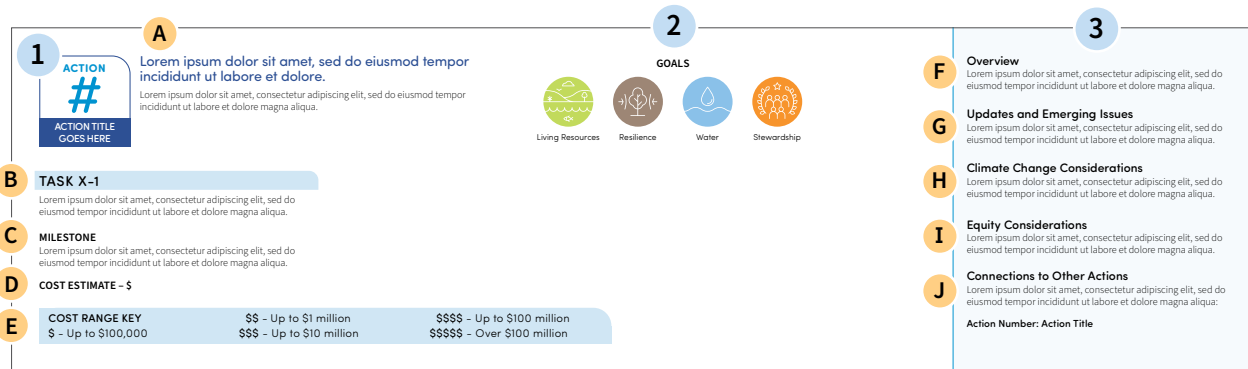 1
ACTION
#
ACTION TITLE
GOES HERE
A
Lorem ipsum dolor sit amet, sed do eiusmod tempor
incididunt ut labore et dolore.
Lorem ipsum dolor sit amet, consectetur adipiscing elit, sed do eiusmod tempor
incididunt ut labore et dolore magna aliqua.
B
TASK X-1
Lorem ipsum dolor sit amet, consectetur adipiscing elit, sed do
eiusmod tempor incididunt ut labore et dolore magna aliqua.
C
MILESTONE
Lorem ipsum dolor sit amet, consectetur adipiscing elit, sed do
eiusmod tempor incididunt ut labore et dolore magna aliqua.
D
COST ESTIMATE – $
E
COST RANGE KEY
$ - Up to $100,000
$$ - Up to $1 million
$$$ - Up to $10 million
$$$$ - Up to $100 million
$$$$$ - Over $100 million
2
GOALS
Living Resources
Resilience
Water
Stewardship
3
F
Overview
Lorem ipsum dolor sit amet, consectetur adipiscing elit, sed do
eiusmod tempor incididunt ut labore et dolore magna aliqua.
G
Updates and Emerging Issues
Lorem ipsum dolor sit amet, consectetur adipiscing elit, sed do
eiusmod tempor incididunt ut labore et dolore magna aliqua.
H
Climate Change Considerations
Lorem ipsum dolor sit amet, consectetur adipiscing elit, sed do
eiusmod tempor incididunt ut labore et dolore magna aliqua.
I
Equity Considerations
Lorem ipsum dolor sit amet, consectetur adipiscing elit, sed do
eiusmod tempor incididunt ut labore et dolore magna aliqua.
J
Connections to Other Actions
Lorem ipsum dolor sit amet, consectetur adipiscing elit, sed do
eiusmod tempor incididunt ut labore et dolore magna aliqua:
Action Number: Action Title